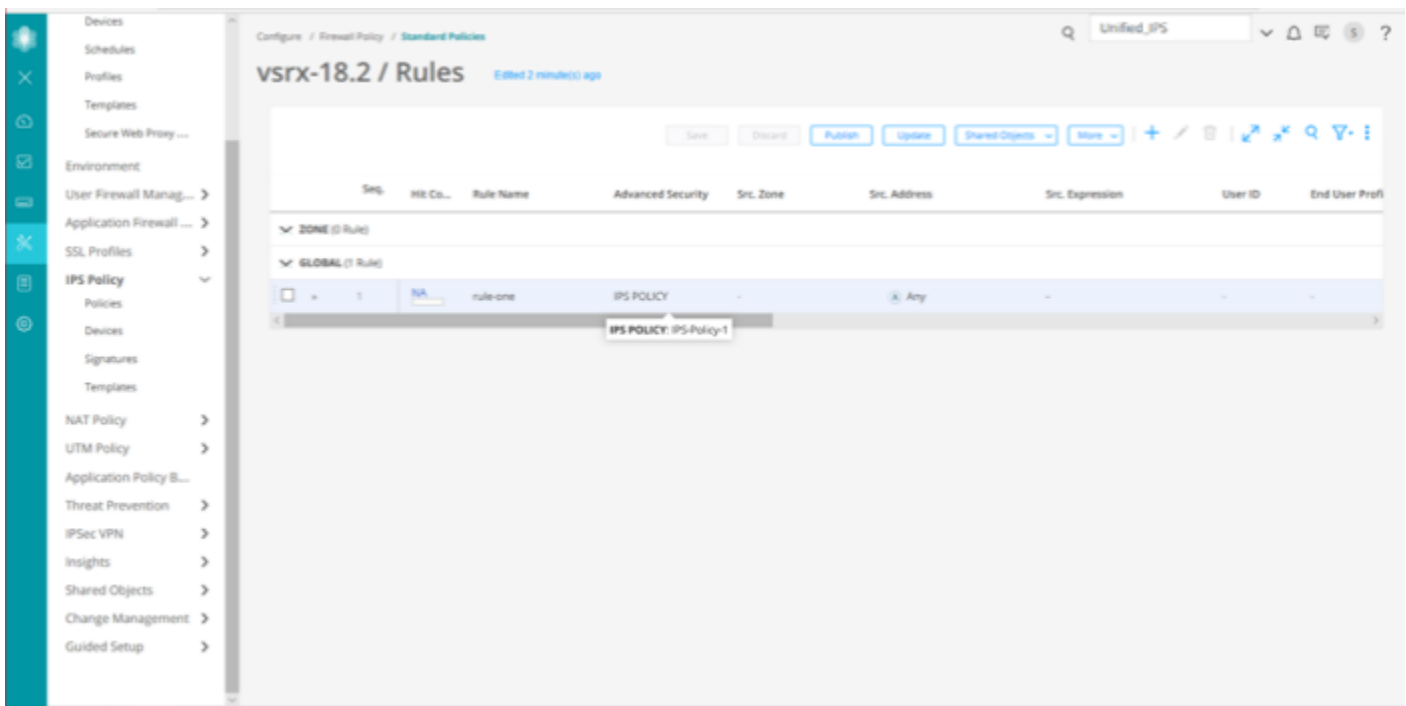 Devices
Schedules
Profiles
Templates
Secure Web Proxy ...
Environment
User Firewall Manag...
Application Firewall ...
SSL Profiles
IPS Policy
Policies
Devices
Signatures
Templates
NAT Policy
UTM Policy
Application Policy B...
Threat Prevention
IPSec VPN
Insights
Shared Objects
Change Management
Guided Setup
Configure / Firewall Policy / Standard Policies
Unified_IPS
S ?
vsrx-18.2 / Rules Edited 2 minute(s) ago
Save Discard Publish Update Shared Objects More
Seq. Hit Co... Rule Name Advanced Security Src. Zone Src. Address Src. Expression User ID End User Profi
ZONE (0 Rule)
GLOBAL (1 Rule)
1 NA rule-one IPS POLICY - A Any - - -
IPS POLICY: IPS-Policy-1